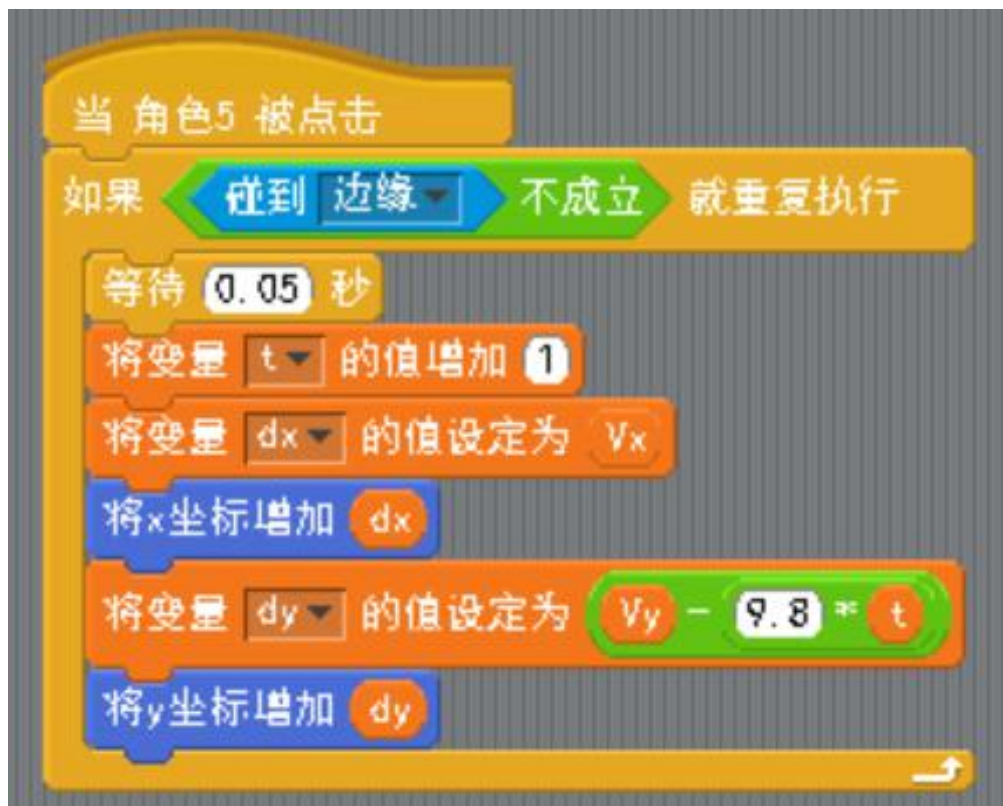 当 角色5 被点击
如果 碰到 边缘 不成立 就重复执行
等待 0.05 秒
将变量 t 的值增加 1
将变量 dx 的值设定为 Vx
将x坐标增加 dx
将变量 dy 的值设定为 Vy - 9.8 * t
将y坐标增加 dy